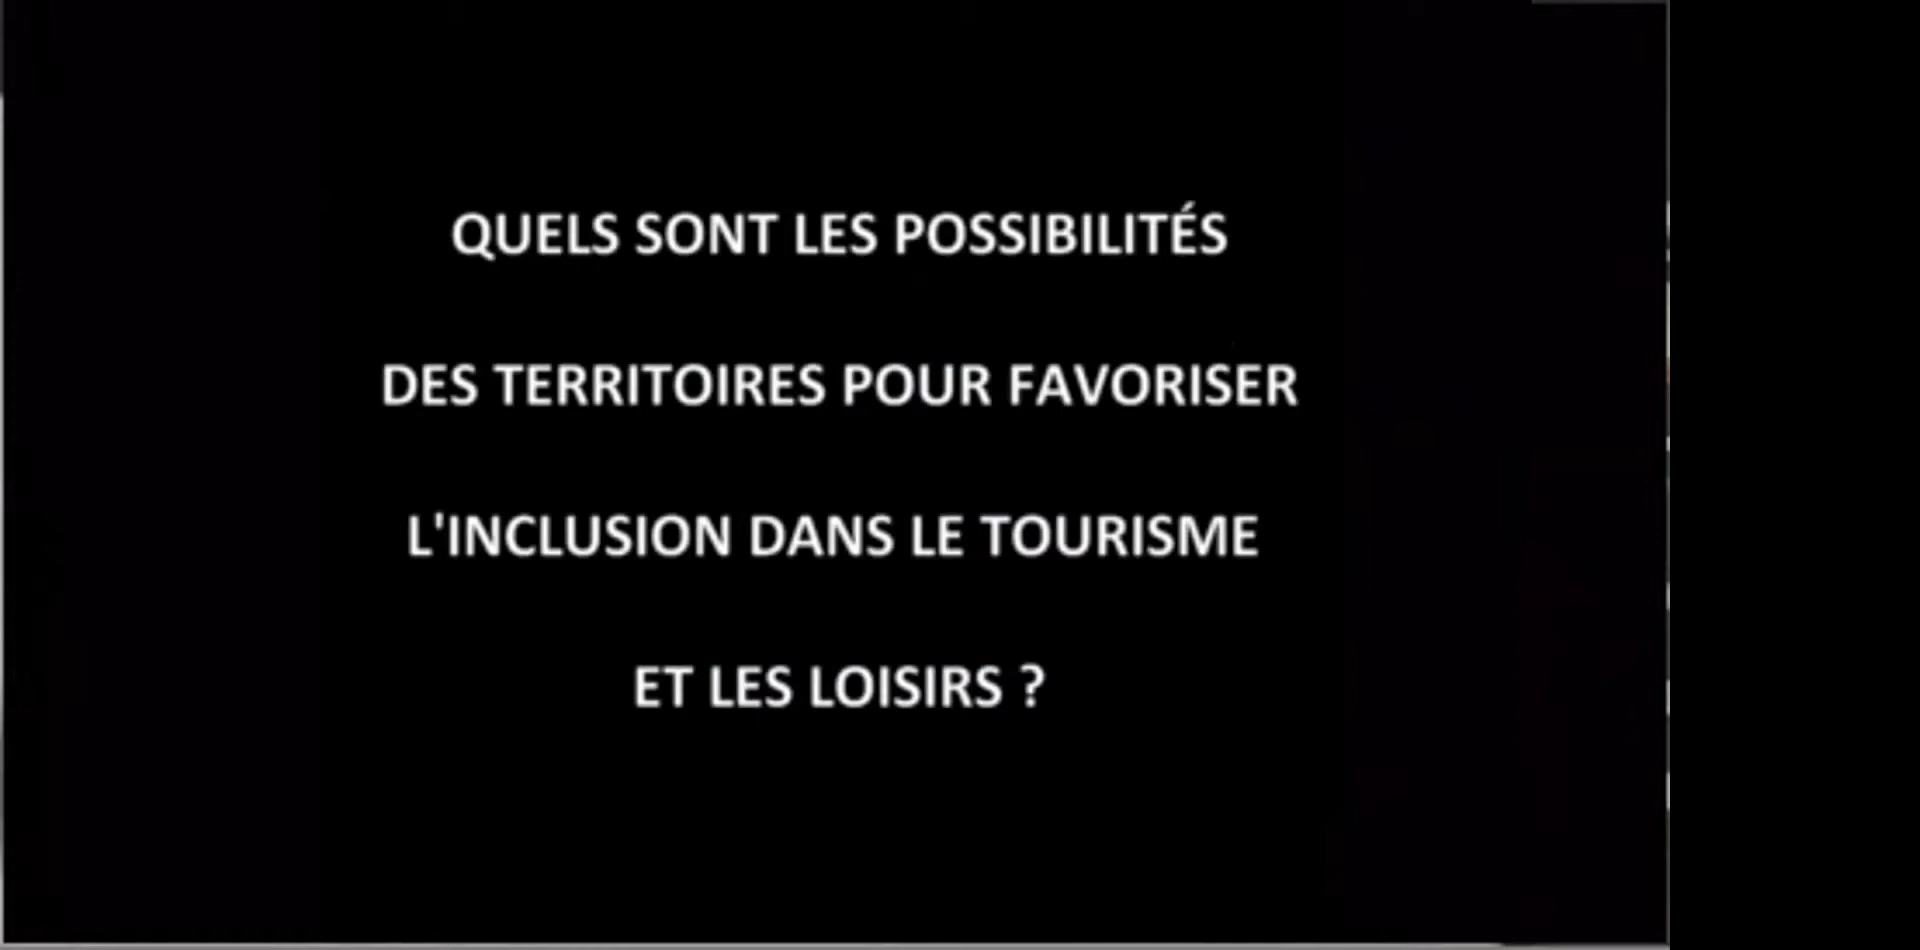 QUELS SONT LES POSSIBILITÉS
DES TERRITOIRES POUR FAVORISER
L'INCLUSION DANS LE TOURISME
ET LES LOISIRS ?